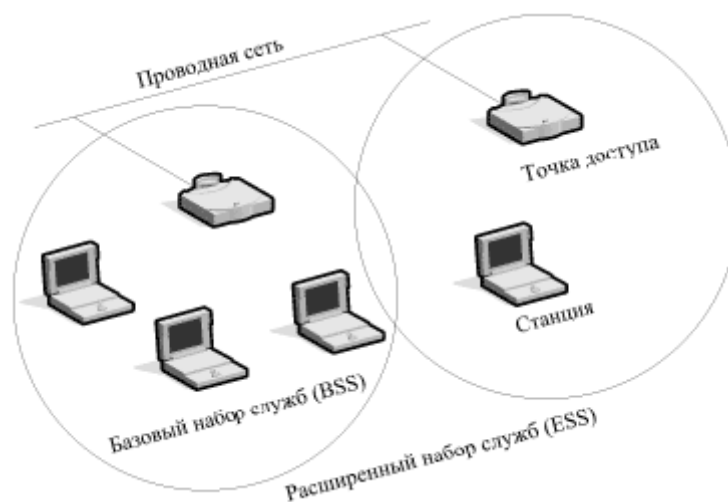 Проводная сеть
Точка доступа
Станция
Базовый набор служб (BSS)
Расширенный набор служб (ESS)